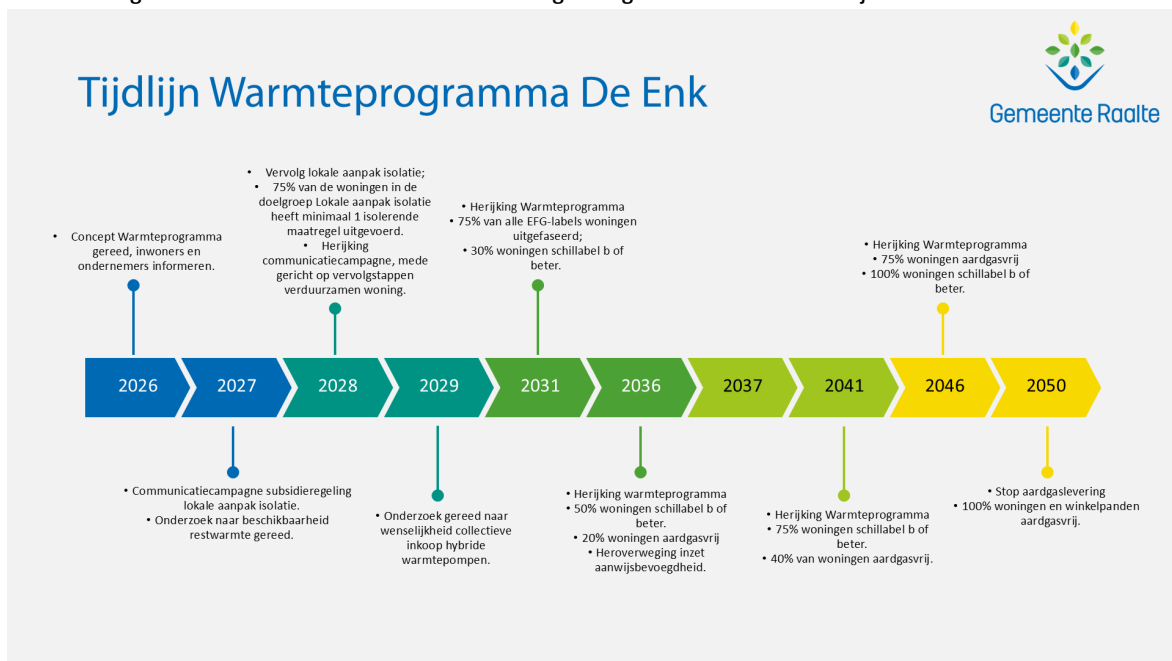 Tijdlijn Warmteprogramma De Enk
Gemeente Raalte
• Concept Warmteprogramma
gereed, inwoners en
ondernemers informeren.
• Vervolg lokale aanpak isolatie;
• 75% van de woningen in de
doelgroep Lokale aanpak isolatie
heeft minimaal 1 isolerende
maatregel uitgevoerd.
• Herijking
communicatiecampagne, mede
gericht op vervolgstappen
verduurzamen woning.
• Herijking Warmteprogramma
• 75% van alle EFG-labels woningen
uitgefaseerd;
• 30% woningen schillabel b of
beter.
• Herijking Warmteprogramma
• 75% woningen aardgasvrij
• 100% woningen schillabel b of
beter.
2026
2027
2028
2029
2031
2036
2037
2041
2046
2050
• Communicatiecampagne subsidieregeling
lokale aanpak isolatie.
• Onderzoek naar beschikbaarheid
restwarmte gereed.
• Onderzoek gereed naar
wenselijkheid collectieve
inkoop hybride
warmtepompen.
• Herijking warmteprogramma
• 50% woningen schillabel b of
beter.
• 20% woningen aardgasvrij
• Heroverweging inzet
aanwijsbevoegdheid.
• Herijking Warmteprogramma
• 75% woningen schillabel b of
beter.
• 40% van woningen aardgasvrij.
• Stop aardgaslevering
• 100% woningen en winkelpanden
aardgasvrij.